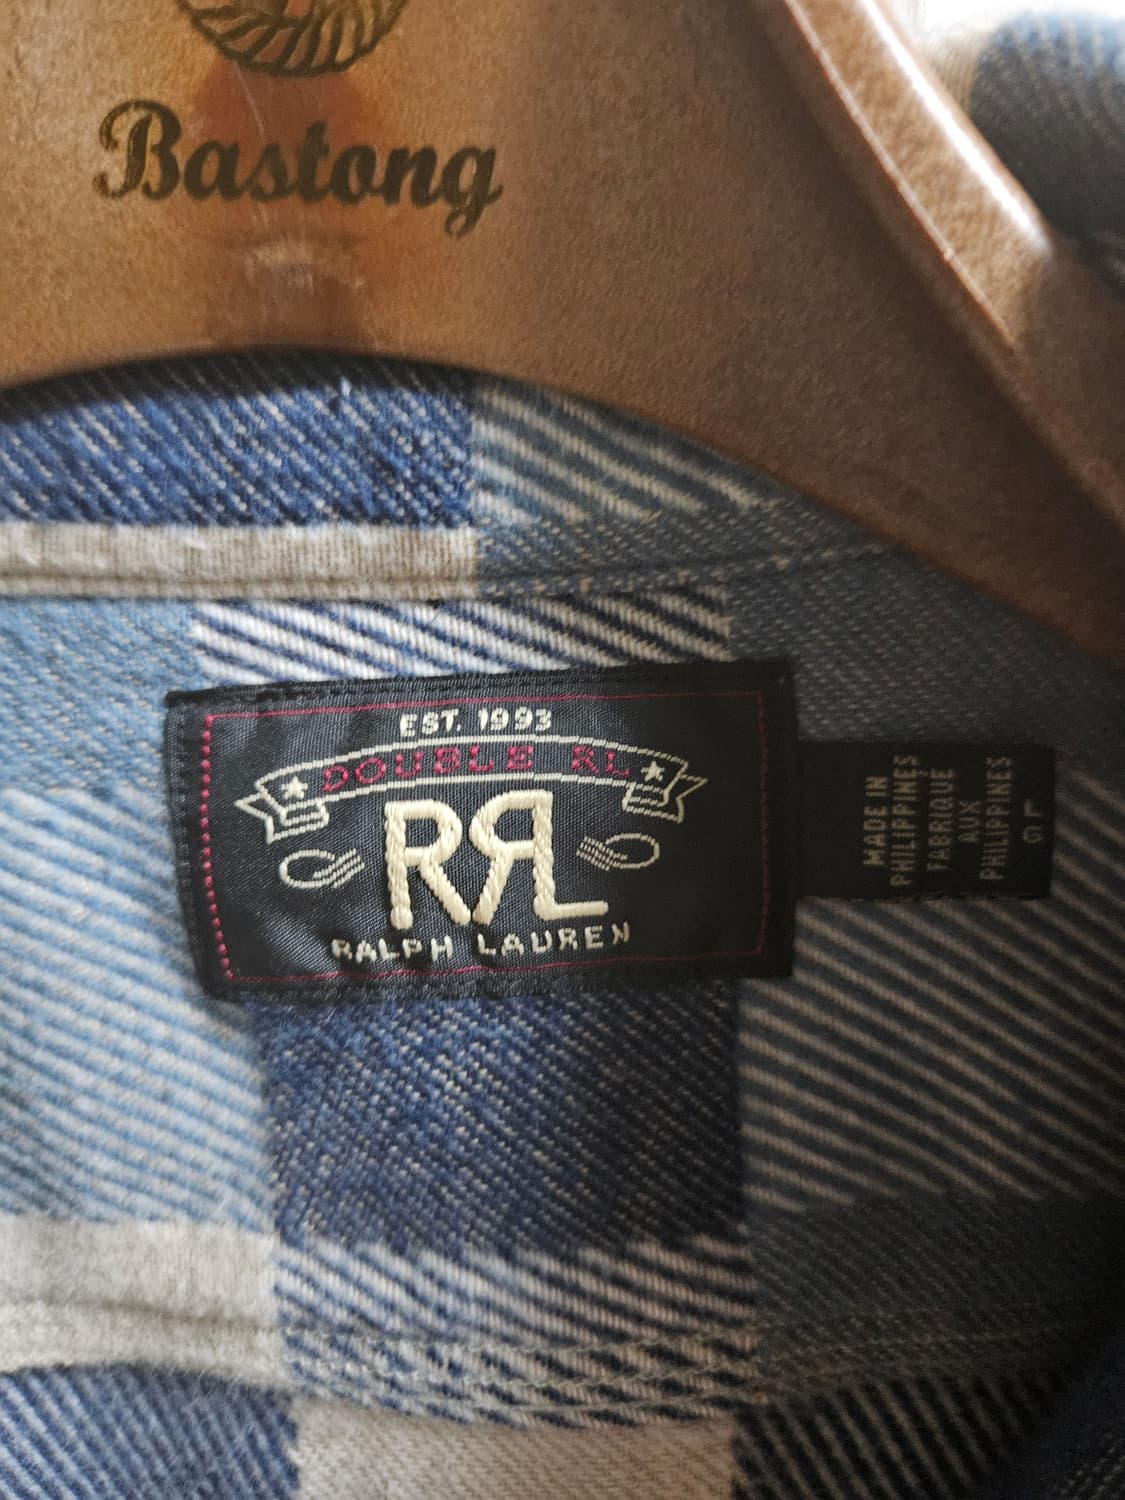 Bastong
EST. 1993
DOUBLE RL
RRL
RALPH LAUREN
MADE IN
PHILIPPINES
FABRIQUE
AUX
PHILIPPINES